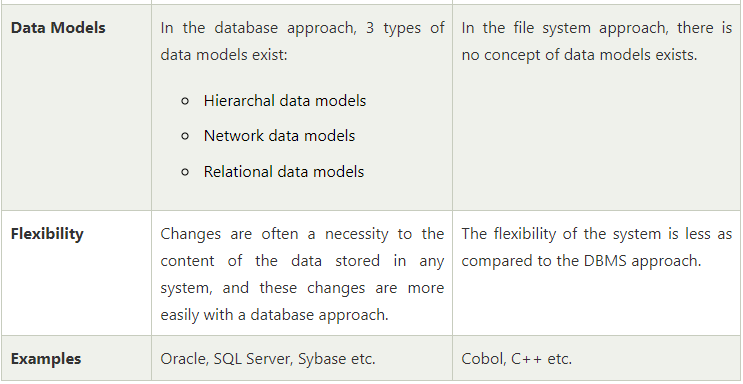 Data Models
In the database approach, 3 types of
data models exist:
Hierarchal data models
Network data models
Relational data models
In the file system approach, there is
no concept of data models exists.
Flexibility
Changes are often a necessity to the
content of the data stored in any
system, and these changes are more
easily with a database approach.
The flexibility of the system is less as
compared to the DBMS approach.
Examples
Oracle, SQL Server, Sybase etc.
Cobol, C++ etc.